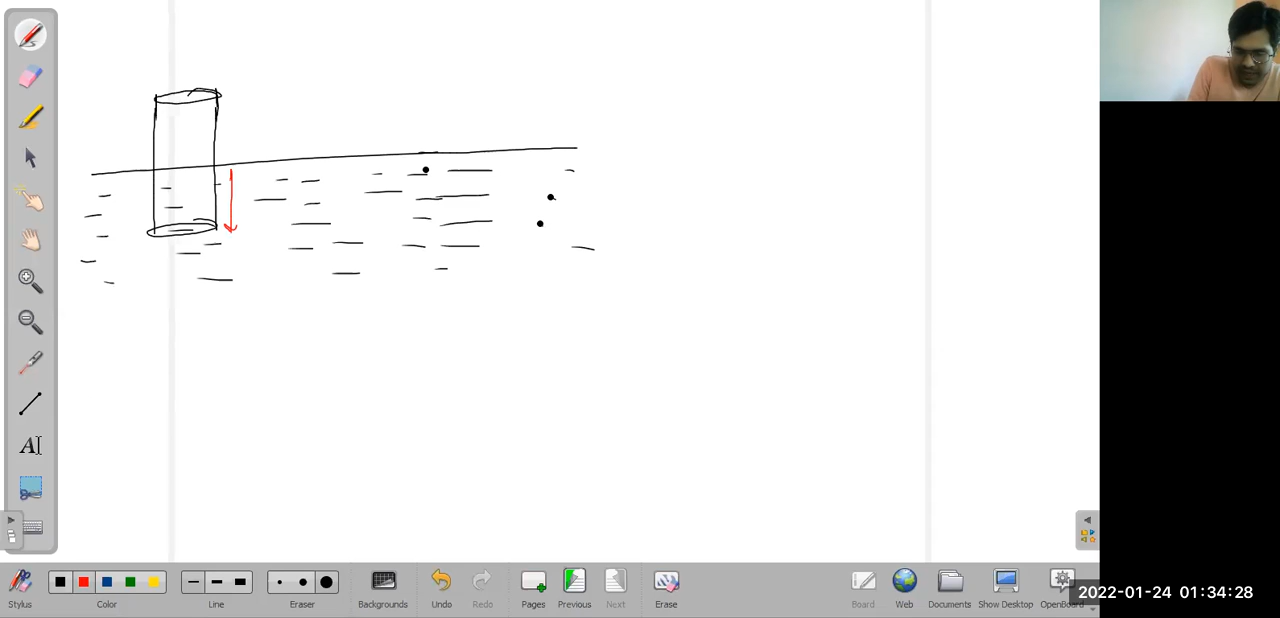 A
Stylus
Color
Line
Eraser
Backgrounds
Undo
Redo
Pages
Previous
Next
Erase
Board
Web
Documents
Show Desktop
OpenBoard
2022-01-24 01:34:28